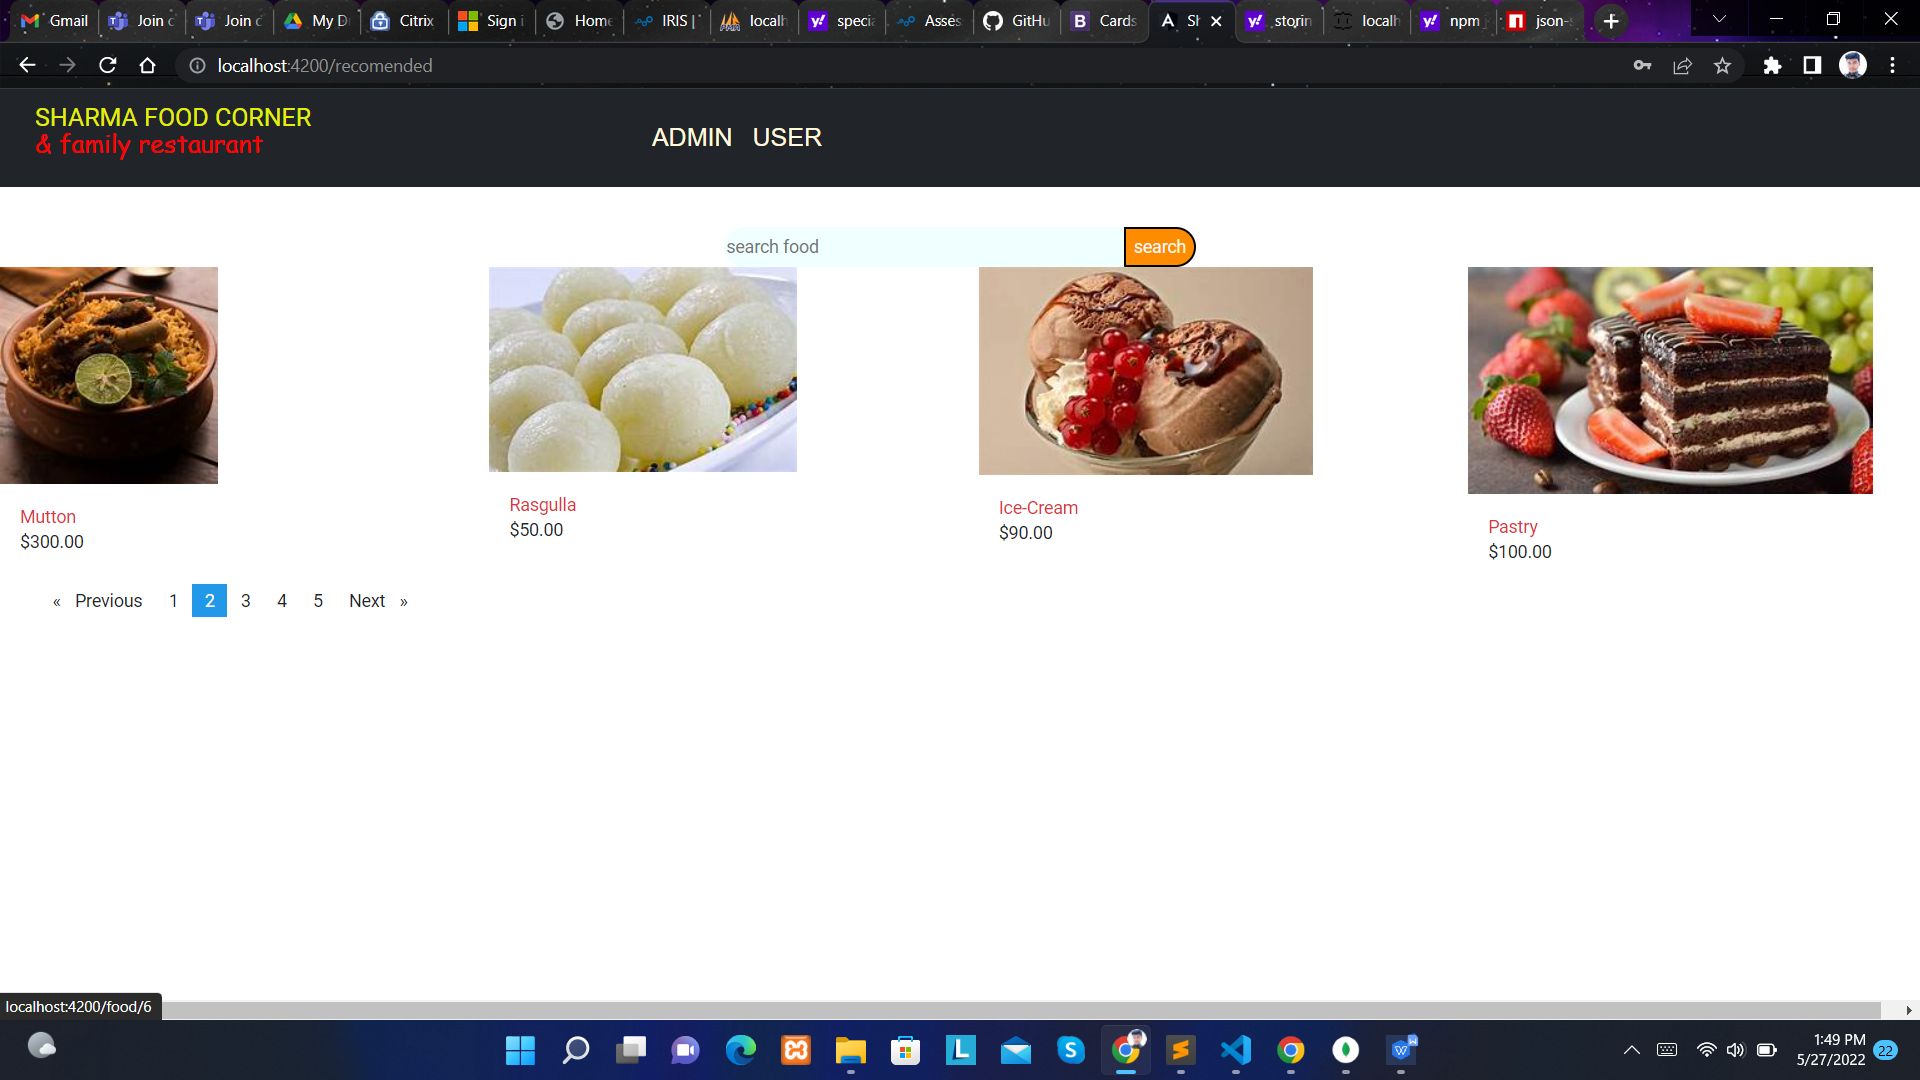 Gmail
Join c
Join c
My D
Citrix
Sign i
Home
IRIS |
localh
specia
Asses
GitHu
Cards
Sh
storin
localh
npm
json-s
localhost:4200/recomended
SHARMA FOOD CORNER
& family restaurant
ADMIN USER
search food
search
Mutton
$300.00
Rasgulla
$50.00
Ice-Cream
$90.00
Pastry
$100.00
« Previous 1 2 3 4 5 Next »
localhost:4200/food/6
1:49 PM
5/27/2022
22